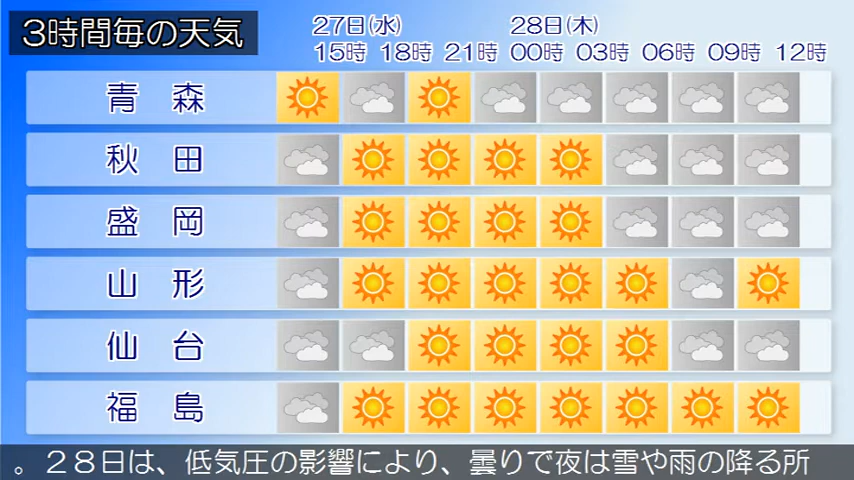 3時間毎の天気
27日(水) 28日(木)
15時 18時 21時 00時 03時 06時 09時 12時
青森
秋田
盛岡
山形
仙台
福島
。28日は、低気圧の影響により、曇りで夜は雪や雨の降る所